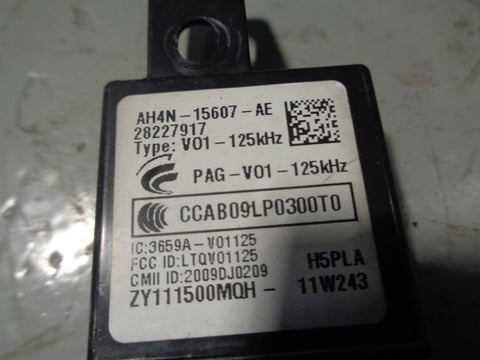 AH4N-15607-AE
28227917
Type: V01-125kHz
PAG-V01-125kHz
CCAB09LP0300T0
IC:3659A-V01125
FCC ID:LTQV01125
CMII ID:2009DJ0209
H5PLA
ZY111500MQH- 11W243